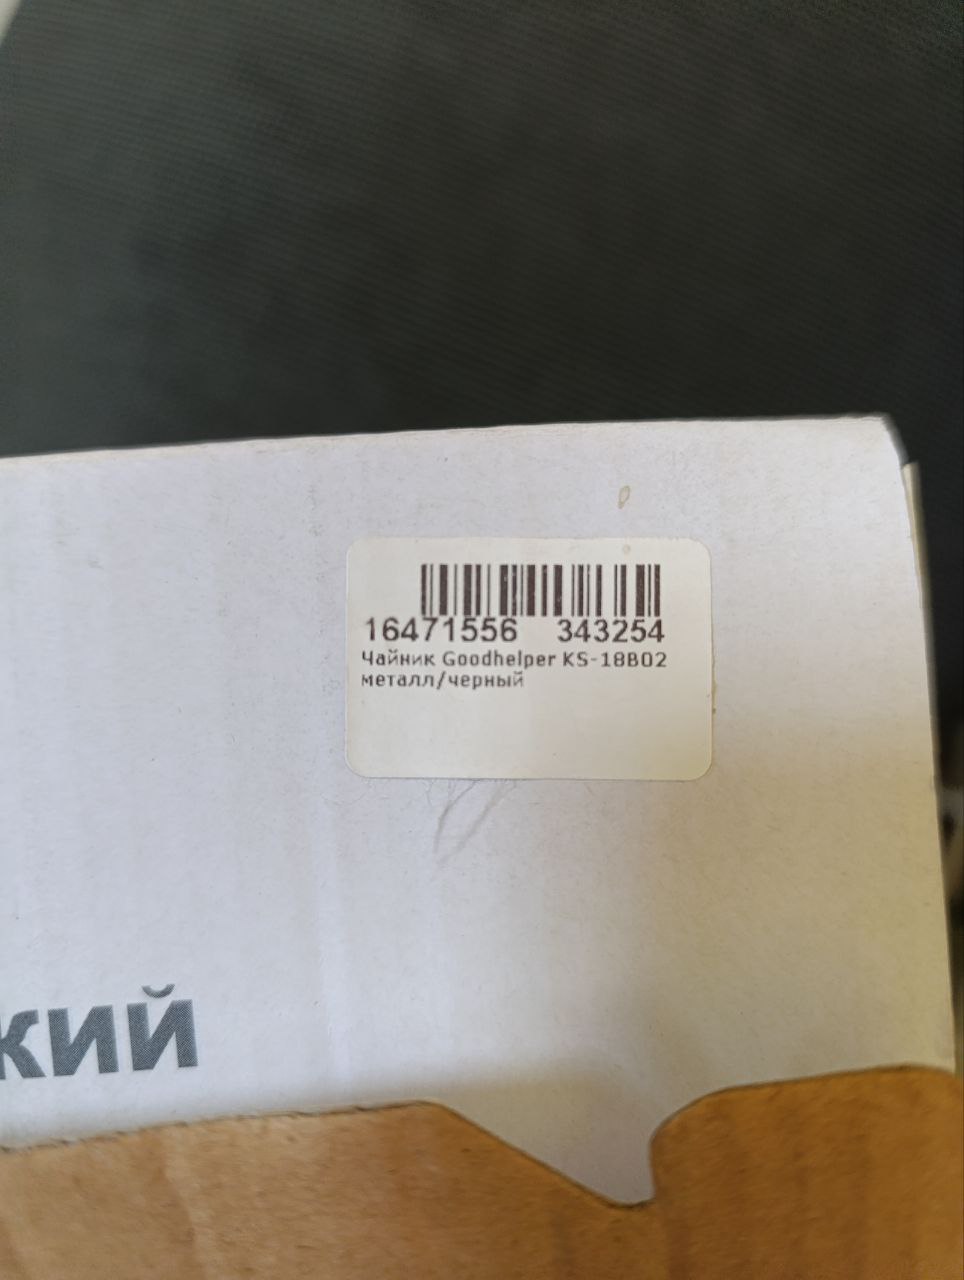 16471556 343254
Чайник Goodhelper KS-18B02
металл/черный
кий